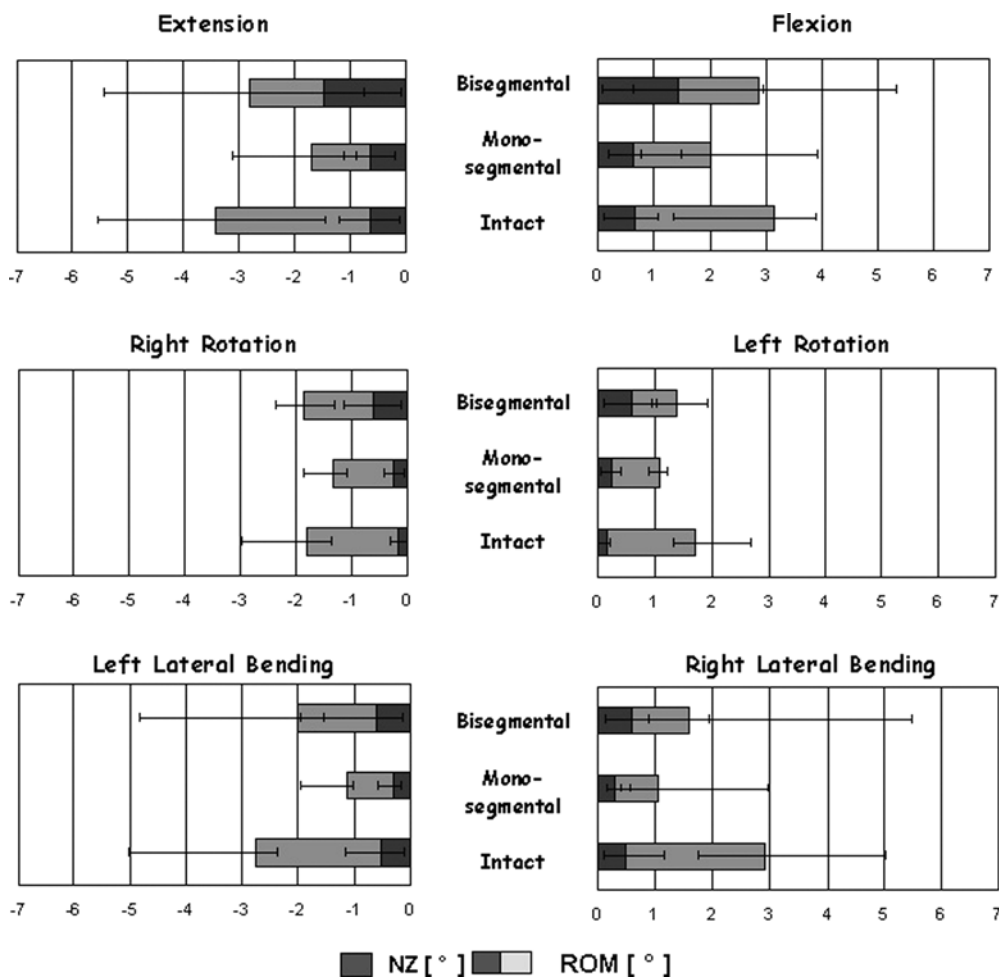 Extension Flexion
Bisegmental
Mono-
segmental
Intact
-7 -6 -5 -4 -3 -2 -1 0 0 1 2 3 4 5 6 7
Right Rotation Left Rotation
Bisegmental
Mono-
segmental
Intact
-7 -6 -5 -4 -3 -2 -1 0 0 1 2 3 4 5 6 7
Left Lateral Bending Right Lateral Bending
Bisegmental
Mono-
segmental
Intact
-7 -6 -5 -4 -3 -2 -1 0 0 1 2 3 4 5 6 7
NZ [ ° ] ROM [ ° ]